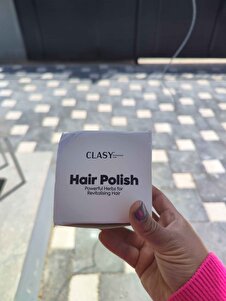 CLASY
Hair Polish
Powerful Herbs for
Revitalising Hair